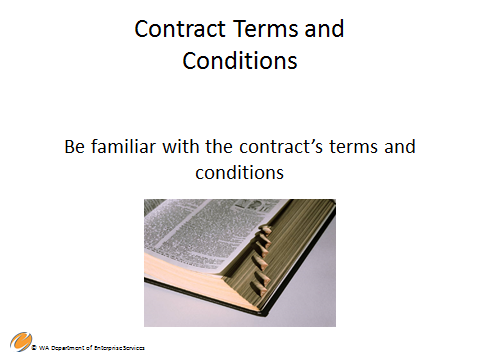 Contract Terms and
Conditions
Be familiar with the contract's terms and
conditions
© WA Department of Enterprise Services